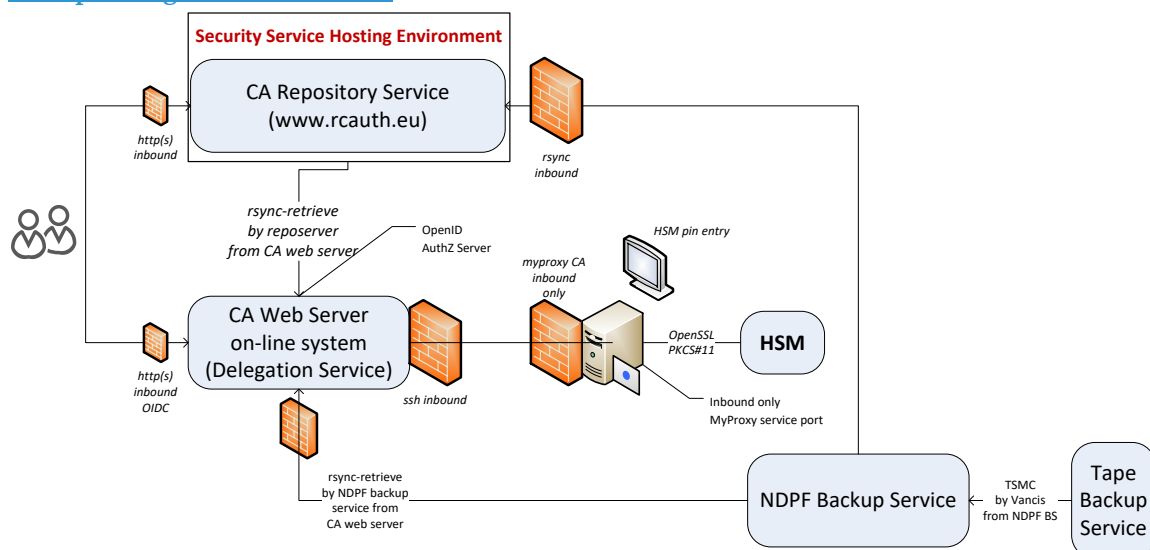 Security Service Hosting Environment
CA Repository Service
(www.rcauth.eu)
http(s)
inbound
rsync
inbound
rsync-retrieve
by reposerver
from CA web server
OpenID
AuthZ Server
HSM pin entry
myproxy CA
inbound
only
CA Web Server
on-line system
(Delegation Service)
OpenSSL
PKCS#11
HSM
http(s)
inbound
OIDC
ssh inbound
Inbound only
MyProxy service port
rsync-retrieve
by NDPF backup
service from
CA web server
NDPF Backup Service
TSMC
by Vancis
from NDPF BS
Tape
Backup
Service